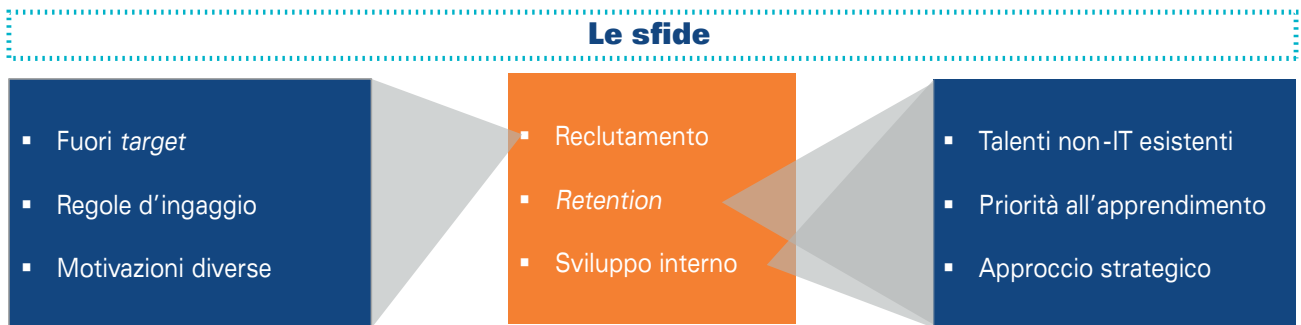 Le sfide
▪ Fuori target
▪ Regole d'ingaggio
▪ Motivazioni diverse
▪ Reclutamento
▪ Retention
▪ Sviluppo interno
▪ Talenti non-IT esistenti
▪ Priorità all'apprendimento
▪ Approccio strategico